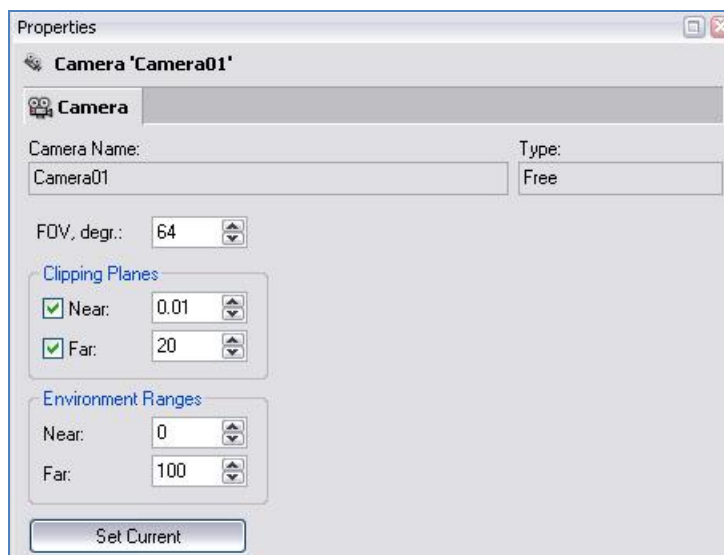 Properties
Camera 'Camera01'
Camera
Camera Name: Type:
Camera01 Free
FOV, degr.: 64
Clipping Planes
Near: 0.01
Far: 20
Environment Ranges
Near: 0
Far: 100
Set Current